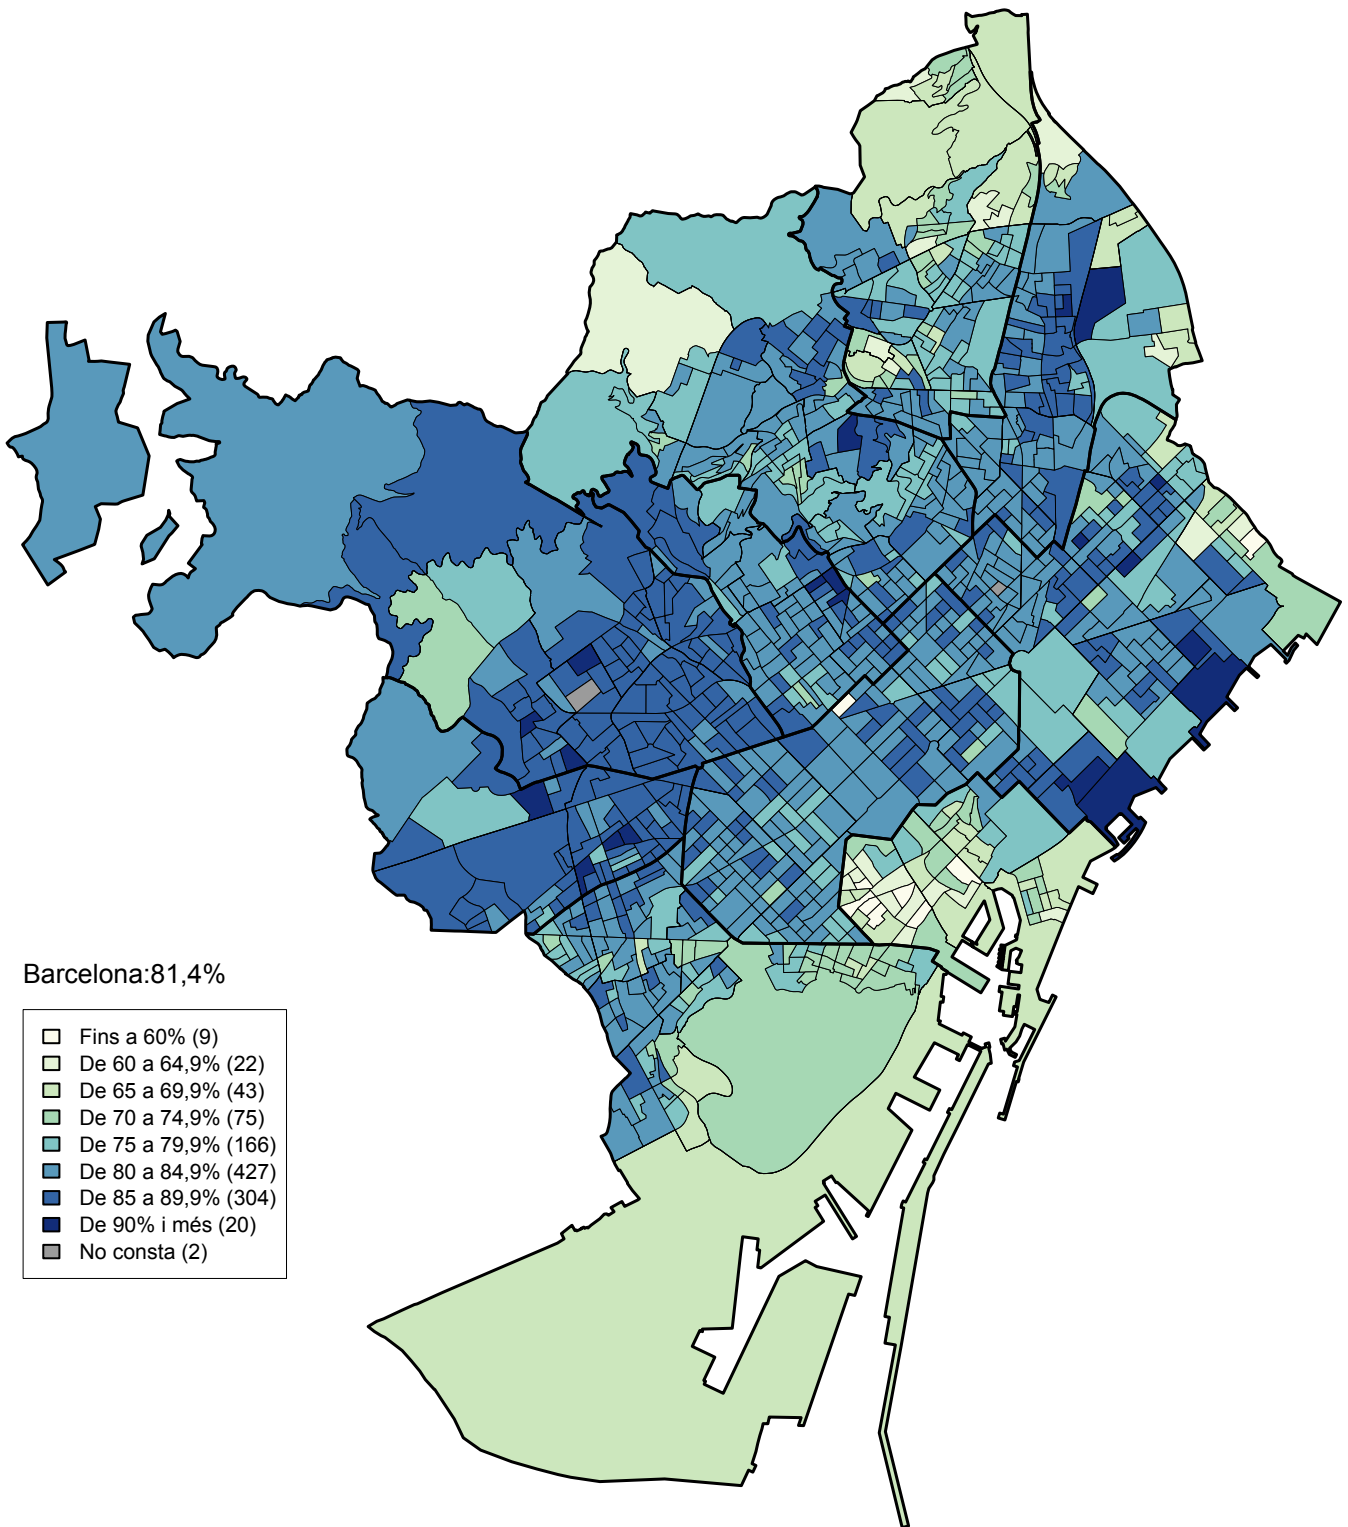 Barcelona:81,4%
Fins a 60% (9)
De 60 a 64,9% (22)
De 65 a 69,9% (43)
De 70 a 74,9% (75)
De 75 a 79,9% (166)
De 80 a 84,9% (427)
De 85 a 89,9% (304)
De 90% i més (20)
No consta (2)